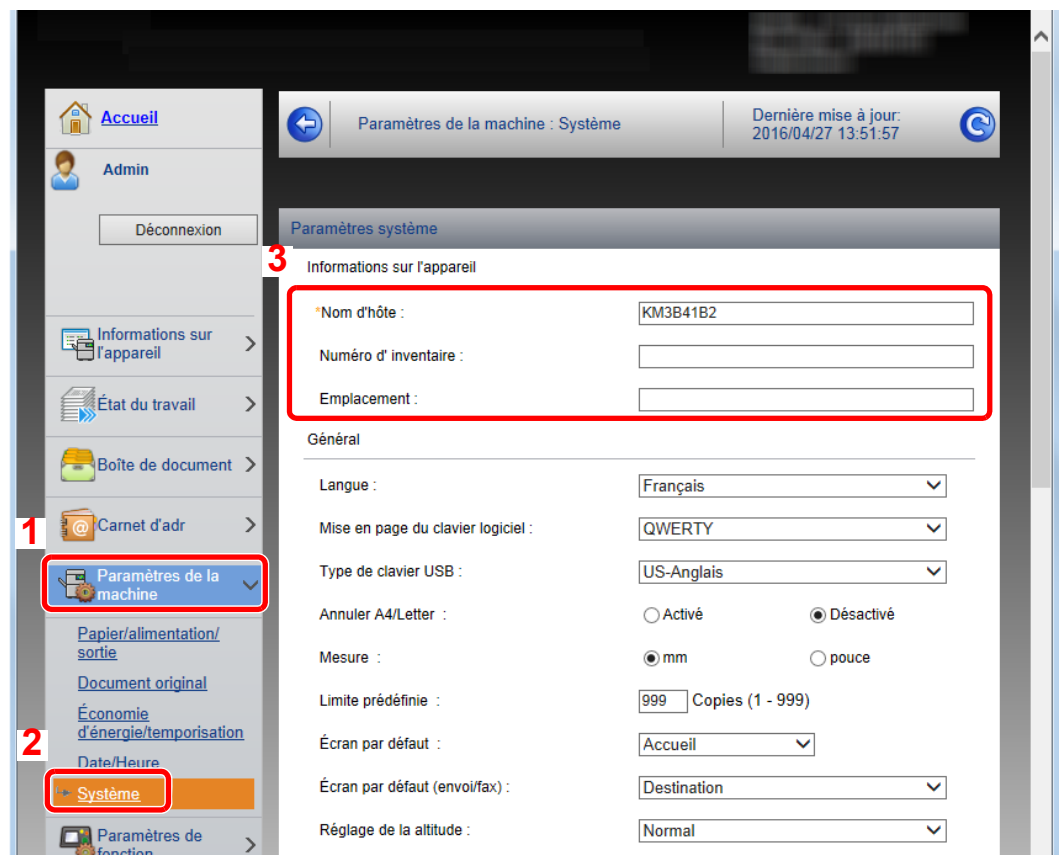 Accueil
Admin
Déconnexion
Informations sur
l'appareil
État du travail
Boîte de document
1
Carnet d'adr
Paramètres de la
machine
Papier/alimentation/
sortie
Document original
Économie
d'énergie/temporisation
2
Date/Heure
Système
Paramètres de
fonction
Paramètres de la machine : Système
Dernière mise à jour:
2016/04/27 13:51:57
Paramètres système
3
Informations sur l'appareil
*Nom d'hôte : KM3B41B2
Numéro d' inventaire :
Emplacement :
Général
Langue : Français
Mise en page du clavier logiciel : QWERTY
Type de clavier USB : US-Anglais
Annuler A4/Letter : Activé Désactivé
Mesure : mm pouce
Limite prédéfinie : 999 Copies (1 - 999)
Écran par défaut : Accueil
Écran par défaut (envoi/fax) : Destination
Réglage de la altitude : Normal